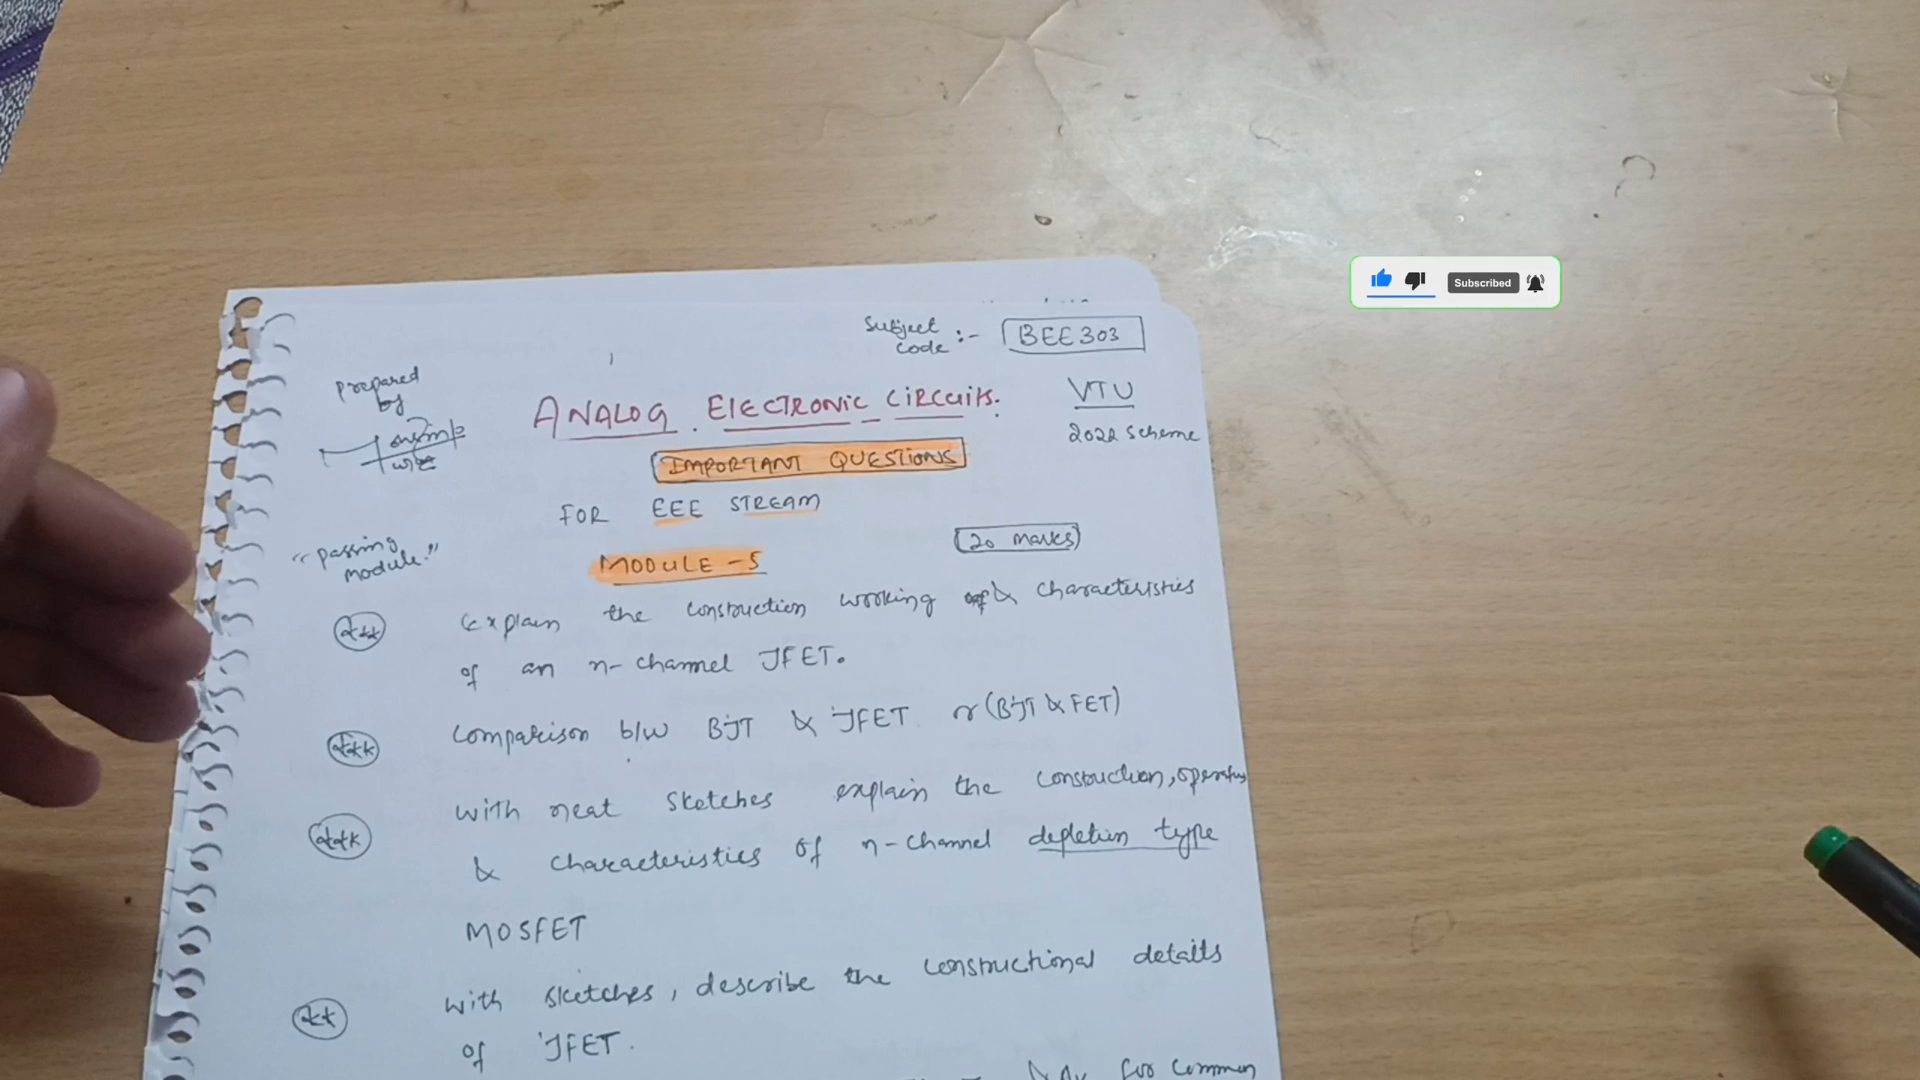 Subject
code :- BEE303
Prepared
by
ANALOG ELECTRONIC CIRCUITS.
VTU
2022 Scheme
IMPORTANT QUESTIONS
FOR EEE STREAM
"passing
module."
MODULE-5
20 marks
*** Explain the construction working & characteristics
of an n-channel JFET.
*** Comparison b/w BJT & JFET or (BJT & FET)
*** with neat sketches explain the construction,
& characteristics of n-channel depletion type
MOSFET
** with sketches, describe the constructional details
of JFET.
& Av for common
Subscribed